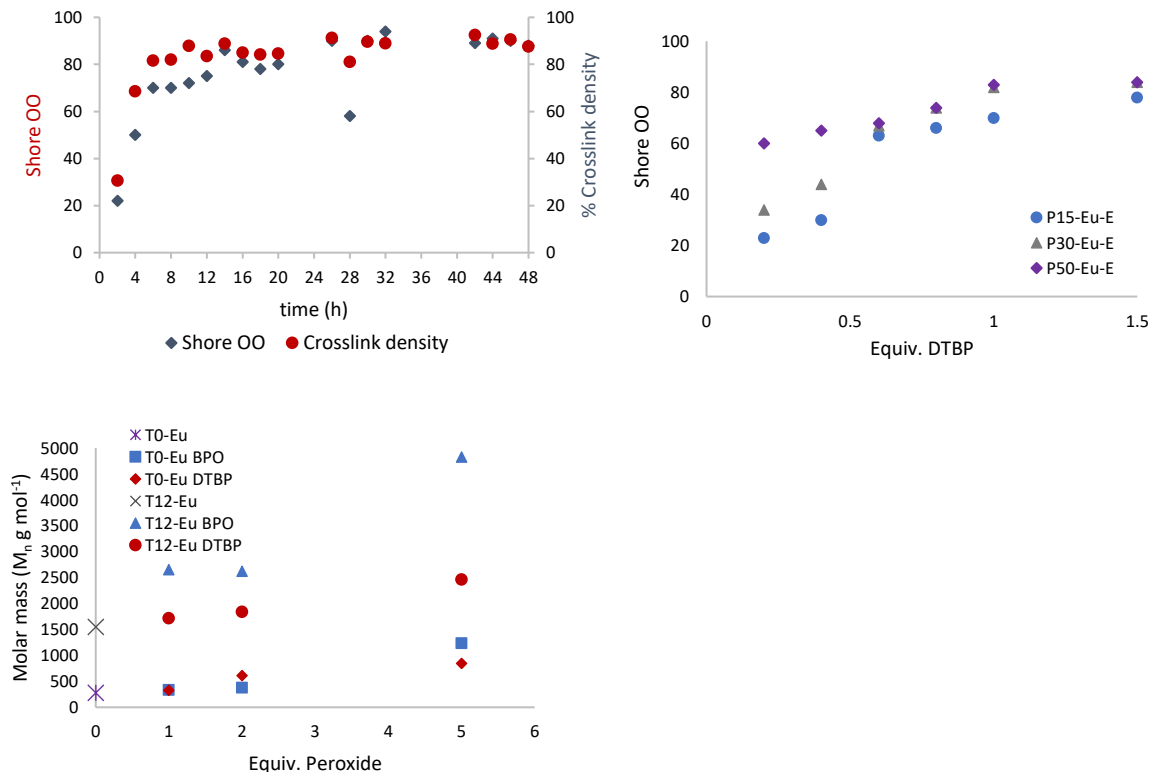 100
80
60
40
20
0
Shore OO
100
80
60
40
20
0
% Crosslink density
0 4 8 12 16 20 24 28 32 36 40 44 48
time (h)
Shore OO Crosslink density
100
80
60
40
20
0
Shore OO
P15-Eu-E
P30-Eu-E
P50-Eu-E
0 0.5 1 1.5
Equiv. DTBP
T0-Eu
T0-Eu BPO
T0-Eu DTBP
T12-Eu
T12-Eu BPO
T12-Eu DTBP
5000
4500
4000
3500
3000
2500
2000
1500
1000
500
0
Molar mass (Mn g mol-1)
0 1 2 3 4 5 6
Equiv. Peroxide